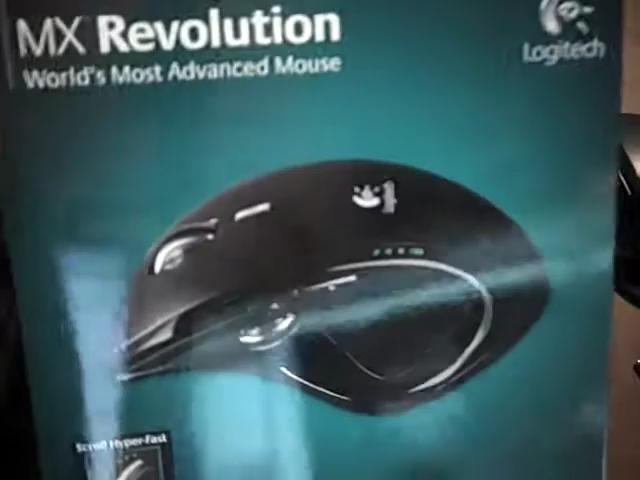 MX Revolution
World's Most Advanced Mouse
Logitech
Scroll Hyper-Fast